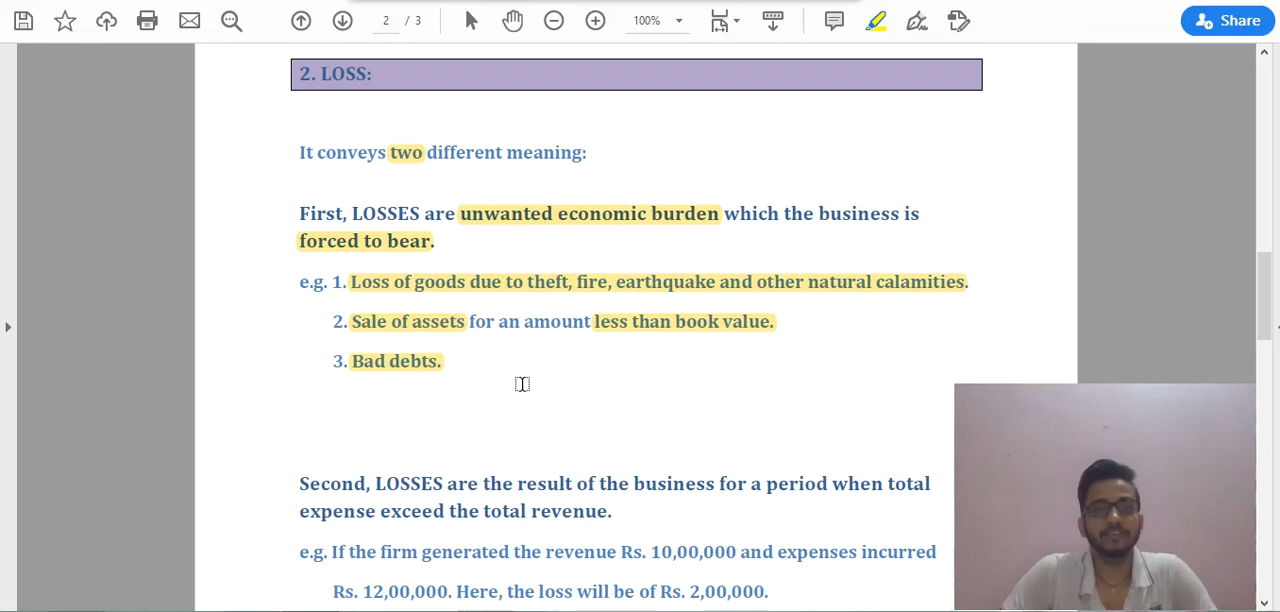 2 / 3 100% Share
2. LOSS:
It conveys two different meaning:
First, LOSSES are unwanted economic burden which the business is
forced to bear.
e.g. 1. Loss of goods due to theft, fire, earthquake and other natural calamities.
2. Sale of assets for an amount less than book value.
3. Bad debts.
Second, LOSSES are the result of the business for a period when total
expense exceed the total revenue.
e.g. If the firm generated the revenue Rs. 10,00,000 and expenses incurred
Rs. 12,00,000. Here, the loss will be of Rs. 2,00,000.